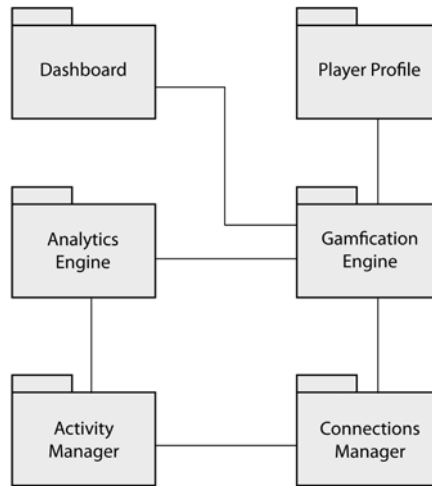 Dashboard
Player Profile
Analytics
Engine
Gamfication
Engine
Activity
Manager
Connections
Manager